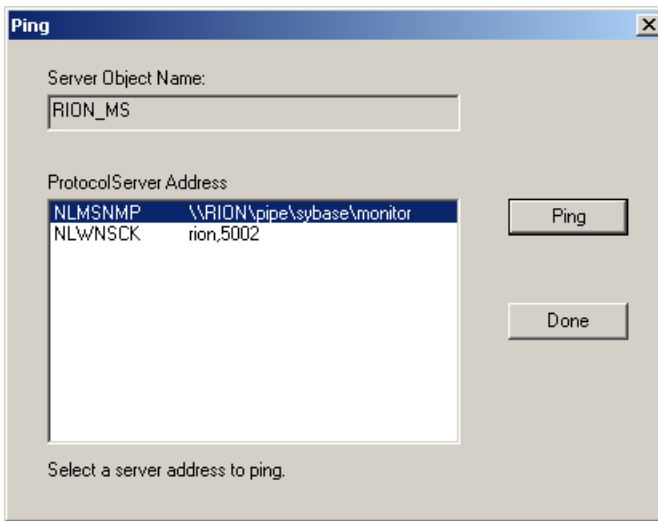 Ping
Server Object Name:
RION_MS
ProtocolServer Address
NLMSNMP \\RION\pipe\sybase\monitor
NLWNSCK rion,5002
Ping
Done
Select a server address to ping.